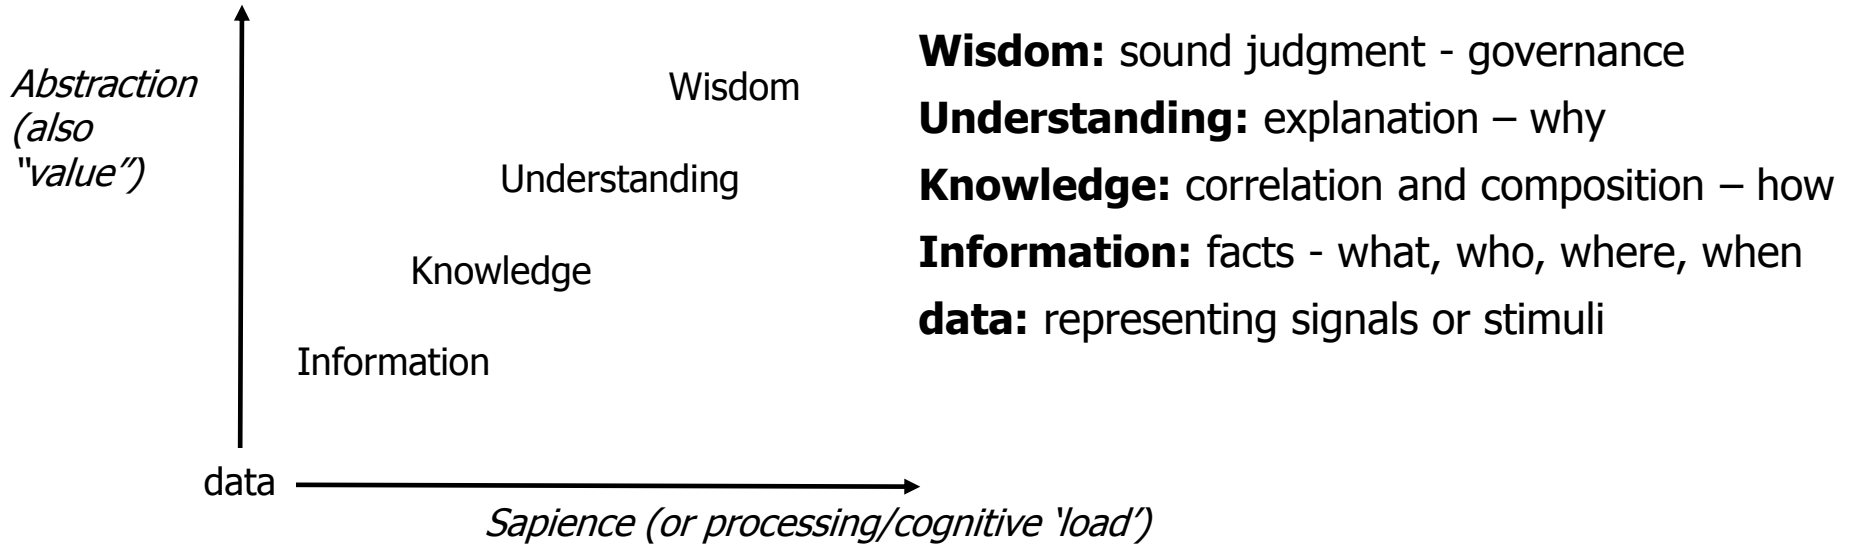 Abstraction
(also
“value”)
Wisdom
Understanding
Knowledge
Information
data
Sapience (or processing/cognitive ‘load’)
Wisdom: sound judgment - governance
Understanding: explanation – why
Knowledge: correlation and composition – how
Information: facts - what, who, where, when
data: representing signals or stimuli